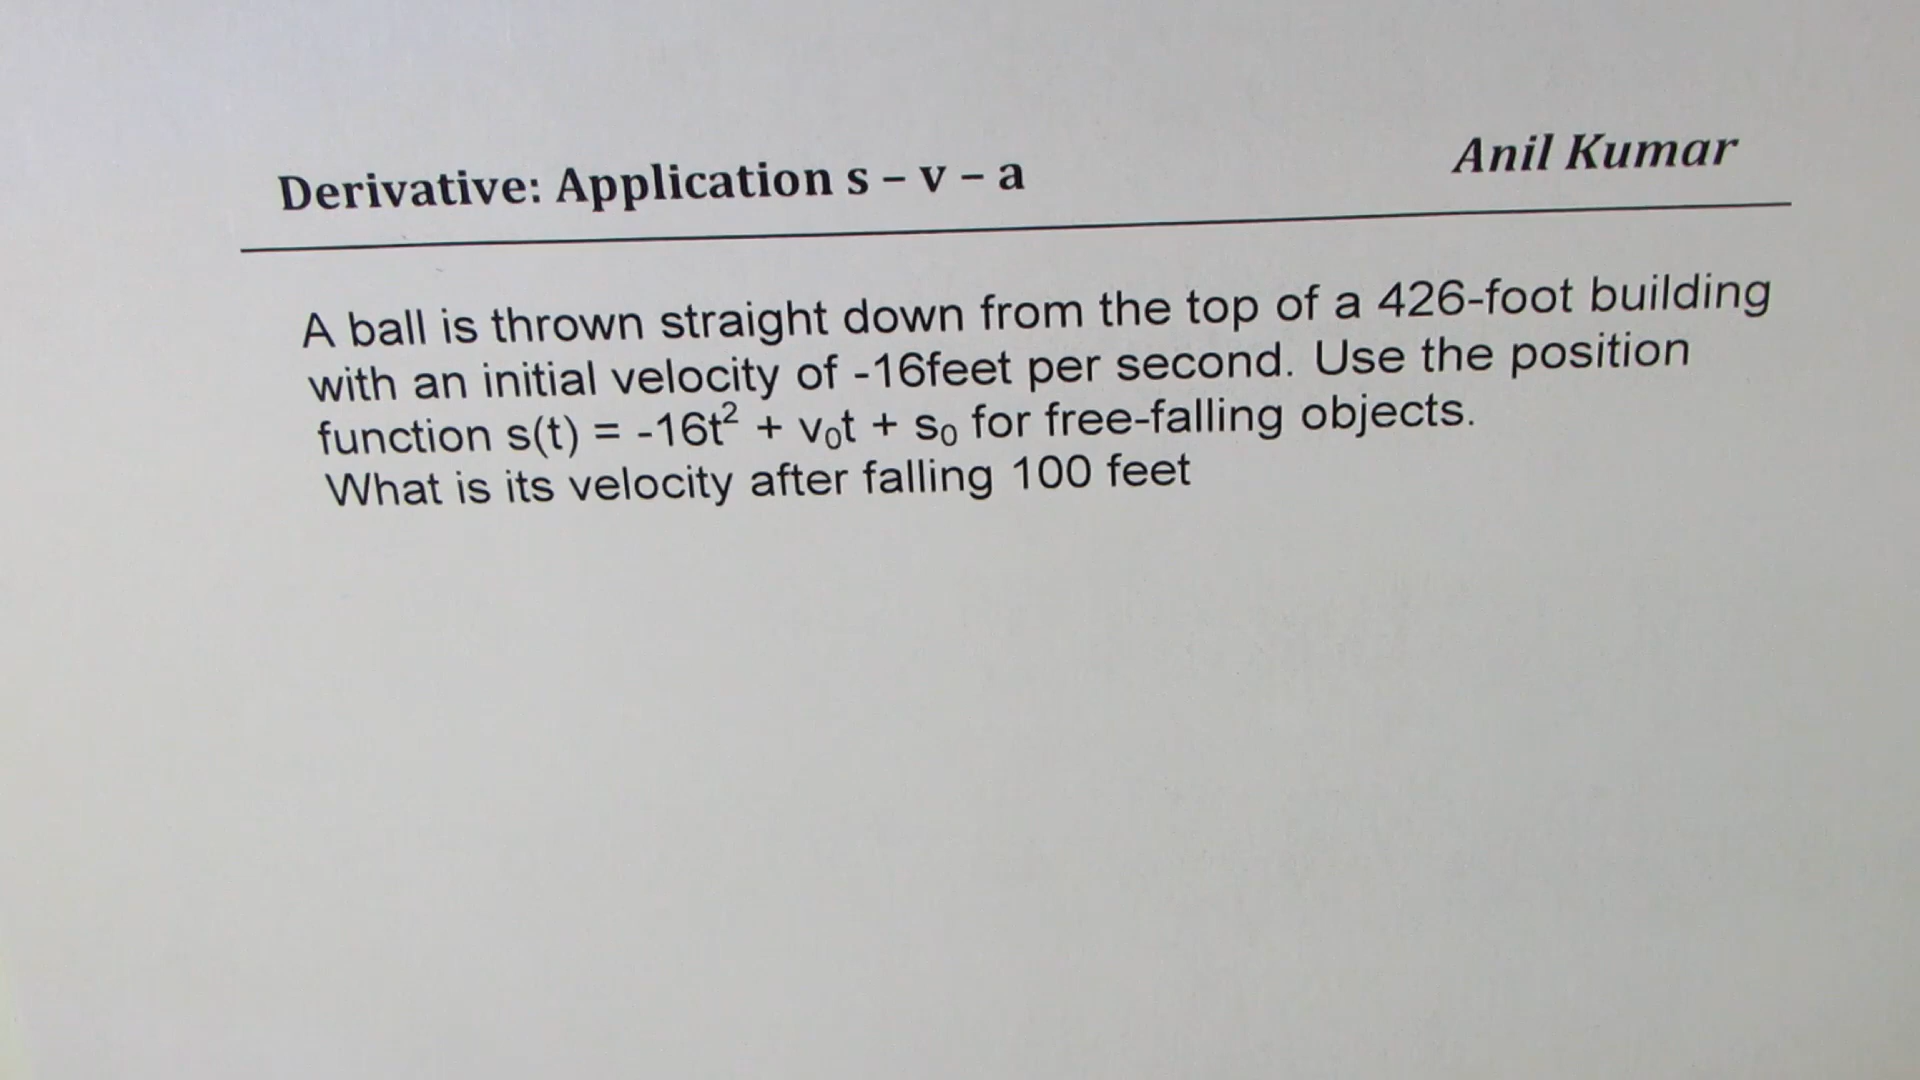 Derivative: Application s – v – a
Anil Kumar
A ball is thrown straight down from the top of a 426-foot building
with an initial velocity of -16feet per second. Use the position
function s(t) = -16t² + v₀t + s₀ for free-falling objects.
What is its velocity after falling 100 feet